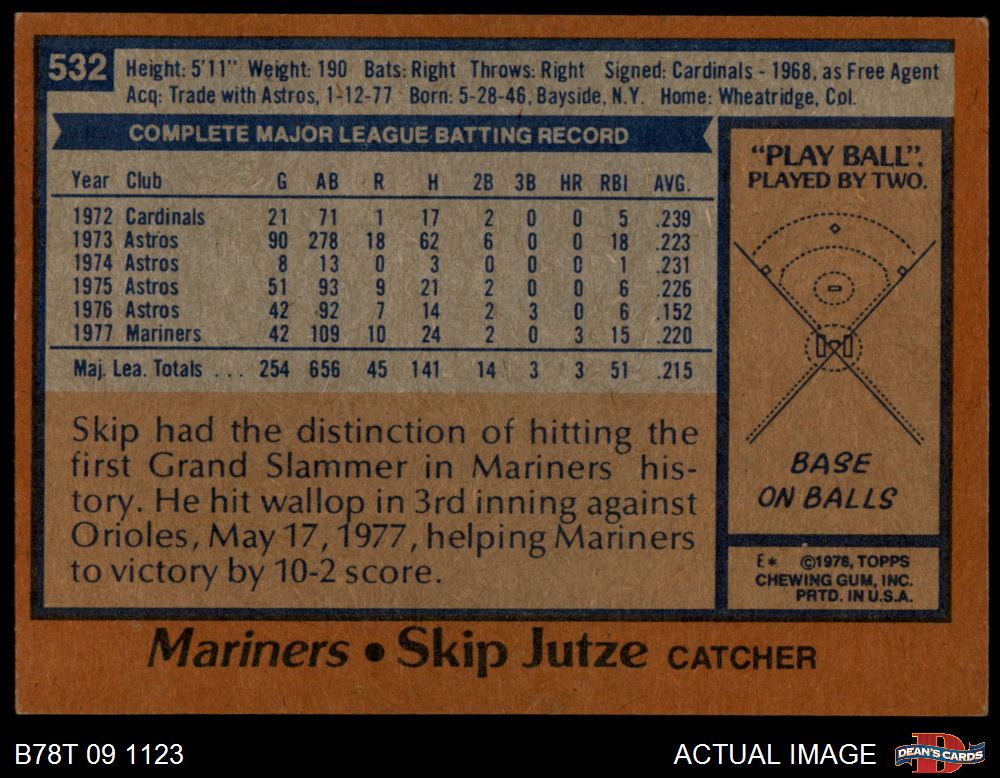 532
Height: 5'11" Weight: 190 Bats: Right Throws: Right Signed: Cardinals - 1968, as Free Agent
Acq: Trade with Astros, 1-12-77 Born: 5-28-46, Bayside, N.Y. Home: Wheatridge, Col.
COMPLETE MAJOR LEAGUE BATTING RECORD
Year Club G AB R H 2B 3B HR RBI AVG.
1972 Cardinals 21 71 1 17 2 0 0 5 .239
1973 Astros 90 278 18 62 6 0 0 18 .223
1974 Astros 8 13 0 3 0 0 0 1 .231
1975 Astros 51 93 9 21 2 0 0 6 .226
1976 Astros 42 92 7 14 2 3 0 6 .152
1977 Mariners 42 109 10 24 2 0 3 15 .220
Maj. Lea. Totals ... 254 656 45 141 14 3 3 51 .215
Skip had the distinction of hitting the
first Grand Slammer in Mariners' his-
tory. He hit wallop in 3rd inning against
Orioles, May 17, 1977, helping Mariners
to victory by 10-2 score.
"PLAY BALL".
PLAYED BY TWO.
BASE
ON BALLS
E* ©1978, TOPPS
CHEWING GUM, INC.
PRTD. IN U.S.A.
Mariners • Skip Jutze CATCHER
B78T 09 1123
ACTUAL IMAGE
DEAN'S CARDS